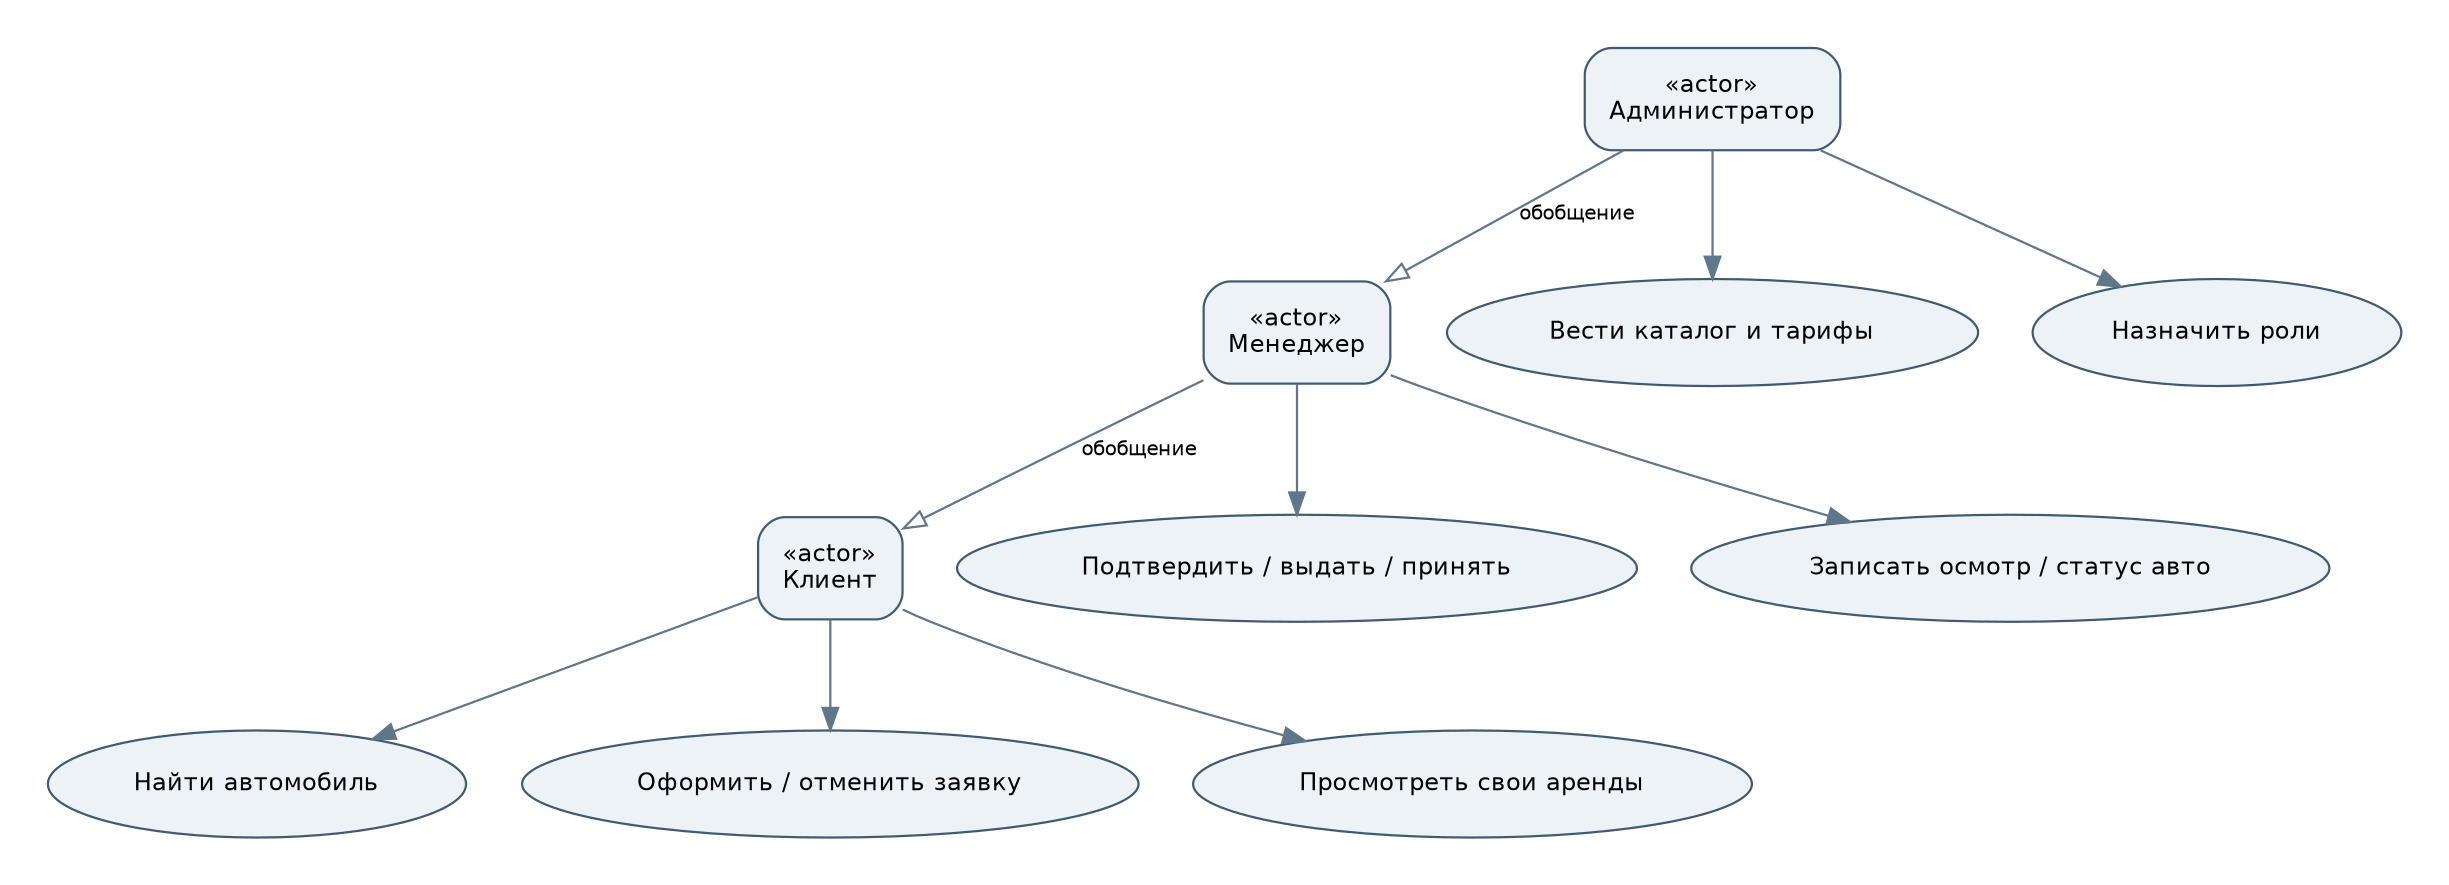 «actor»
Администратор
обобщение
«actor»
Менеджер
Вести каталог и тарифы
Назначить роли
обобщение
«actor»
Клиент
Подтвердить / выдать / принять
Записать осмотр / статус авто
Найти автомобиль
Оформить / отменить заявку
Просмотреть свои аренды